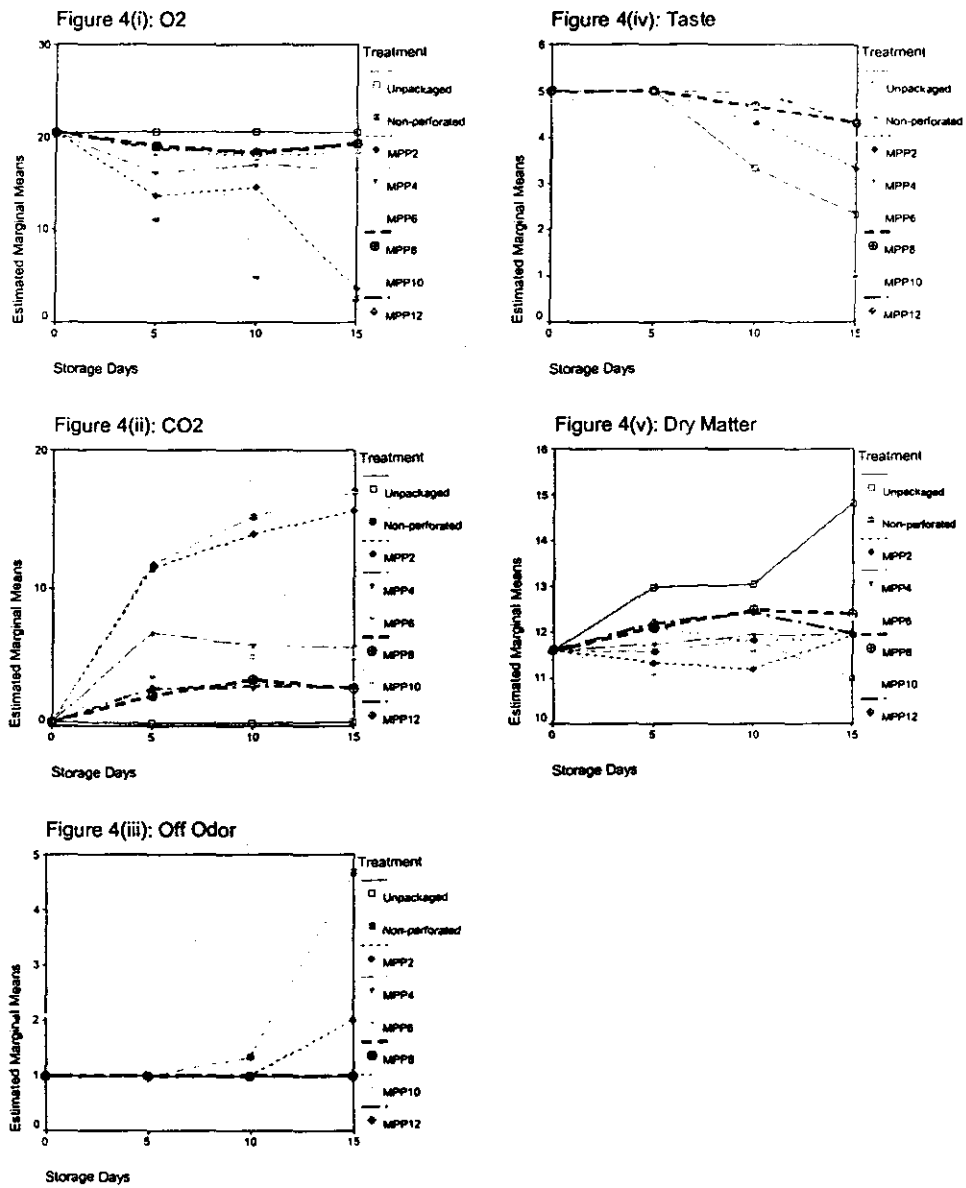 Figure 4(i): O2
30
20
10
0
0
5
10
15
Estimated Marginal Means
Storage Days
Treatment
Unpackaged
Non-perforated
MPP2
MPP4
MPP6
MPP8
MPP10
MPP12
Figure 4(iv): Taste
6
5
4
3
2
1
0
0
5
10
15
Estimated Marginal Means
Storage Days
Treatment
Unpackaged
Non-perforated
MPP2
MPP4
MPP6
MPP8
MPP10
MPP12
Figure 4(ii): CO2
20
10
0
0
5
10
15
Estimated Marginal Means
Storage Days
Treatment
Unpackaged
Non-perforated
MPP2
MPP4
MPP6
MPP8
MPP10
MPP12
Figure 4(v): Dry Matter
16
15
14
13
12
11
10
0
5
10
15
Estimated Marginal Means
Storage Days
Treatment
Unpackaged
Non-perforated
MPP2
MPP4
MPP6
MPP8
MPP10
MPP12
Figure 4(iii): Off Odor
5
4
3
2
1
0
0
5
10
15
Estimated Marginal Means
Storage Days
Treatment
Unpackaged
Non-perforated
MPP2
MPP4
MPP6
MPP8
MPP10
MPP12